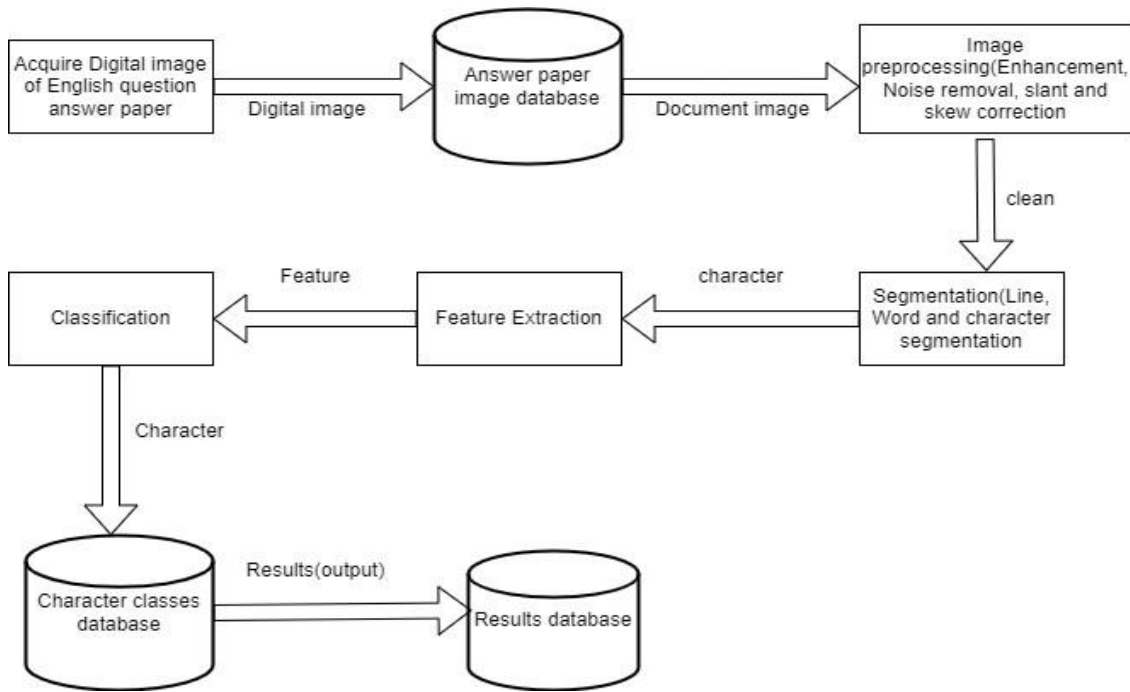 Acquire Digital image
of English question
answer paper
Digital image
Answer paper
image database
Document image
Image
preprocessing(Enhancement,
Noise removal, slant and
skew correction
clean
Segmentation(Line,
Word and character
segmentation
character
Feature Extraction
Feature
Classification
Character
Character classes
database
Results(output)
Results database